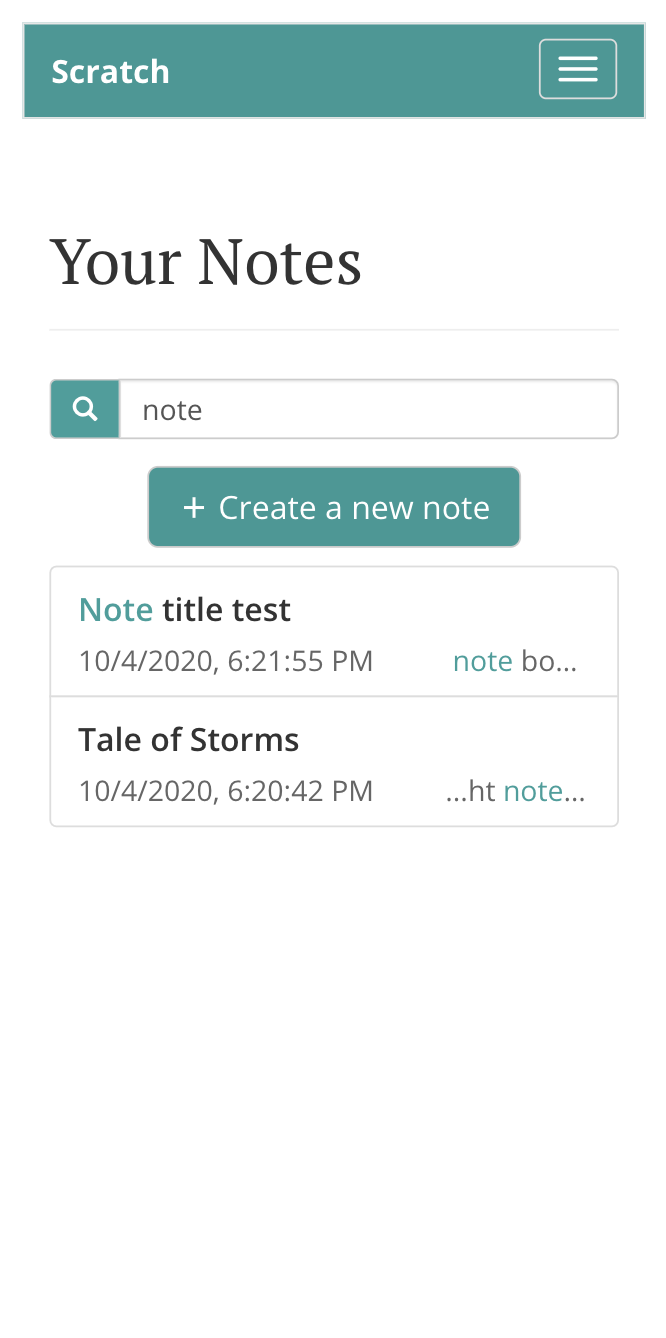 Scratch
Your Notes
note
+ Create a new note
Note title test
10/4/2020, 6:21:55 PM note bo...
Tale of Storms
10/4/2020, 6:20:42 PM ...ht note...